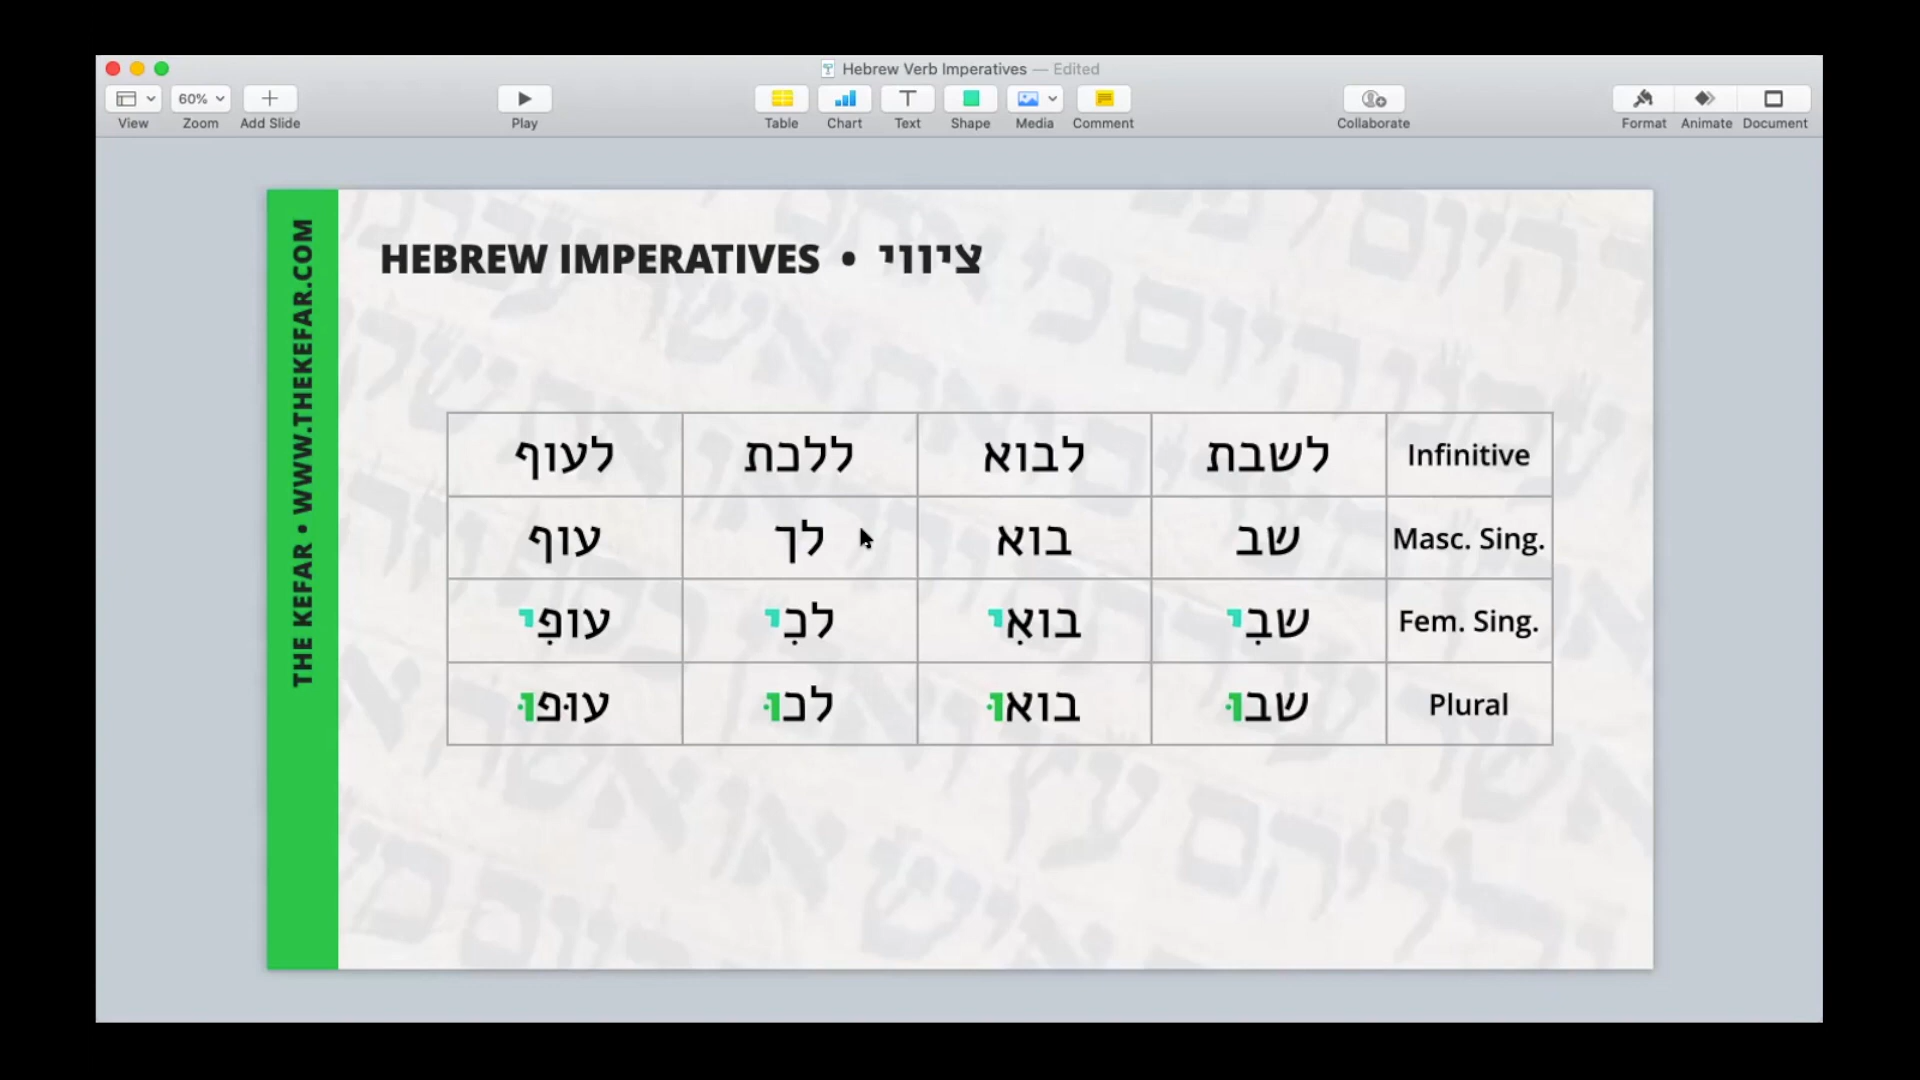 Hebrew Verb Imperatives — Edited
60%
View Zoom Add Slide Play Table Chart Text Shape Media Comment Collaborate Format Animate Document
THE KEFAR • WWW.THEKEFAR.COM
HEBREW IMPERATIVES • ציווי
Infinitive לשבת לבוא ללכת לעוף
Masc. Sing. שב בוא לך עוף
Fem. Sing. שבִי בואִי לכִי עופִי
Plural שבוּ בואוּ לכוּ עוּפוּ